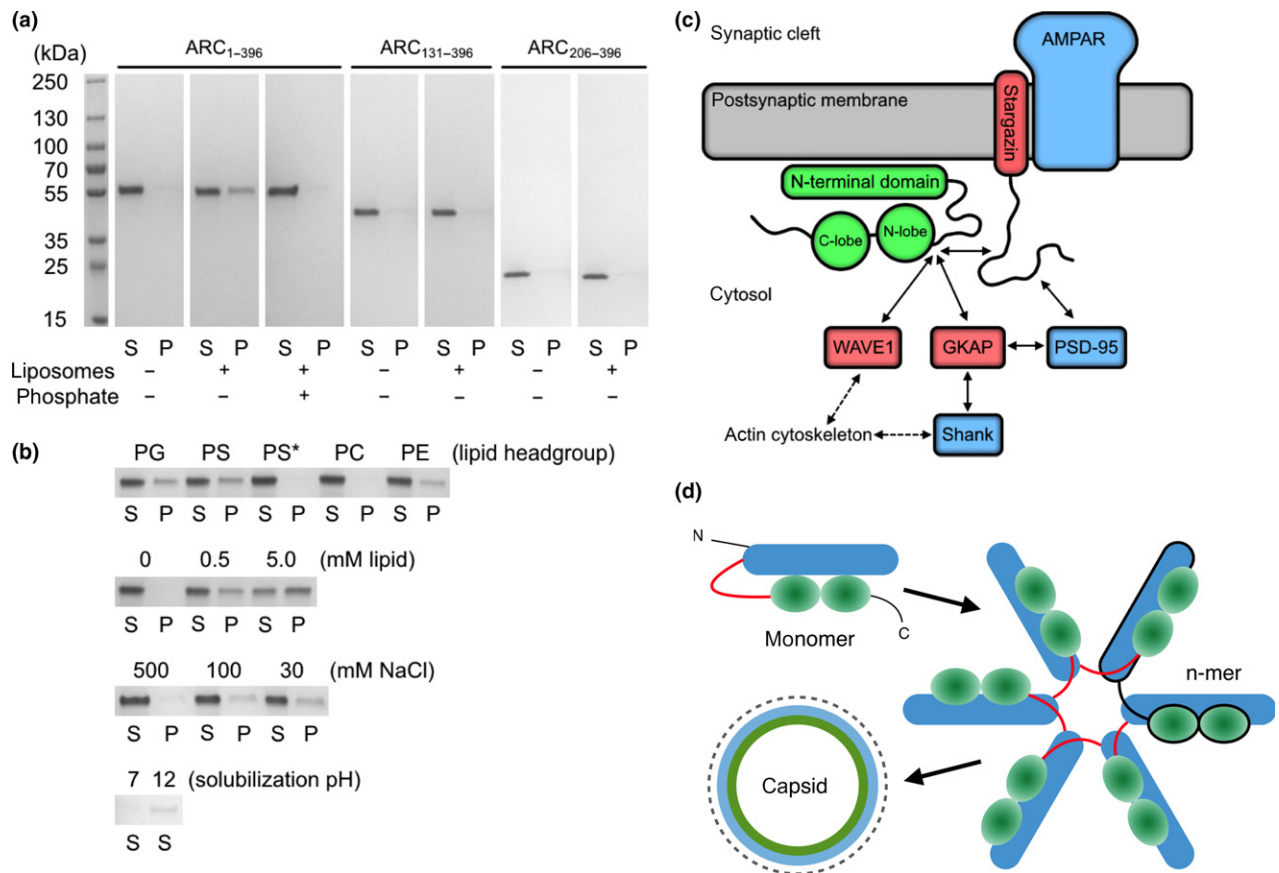 (a)
(kDa) ARC1–396 ARC131–396 ARC206–396
250
130
100
70
55
35
25
15
S P S P S P S P S P S P S P
Liposomes – + + – + – +
Phosphate – – + – – – –
(b)
PG PS PS* PC PE (lipid headgroup)
S P S P S P S P S P
0 0.5 5.0 (mM lipid)
S P S P S P
500 100 30 (mM NaCl)
S P S P S P
7 12 (solubilization pH)
S S
(c)
Synaptic cleft
AMPAR
Postsynaptic membrane
Stargazin
N-terminal domain
C-lobe
N-lobe
Cytosol
WAVE1
GKAP
PSD-95
Actin cytoskeleton
Shank
(d)
N
Monomer
C
n-mer
Capsid